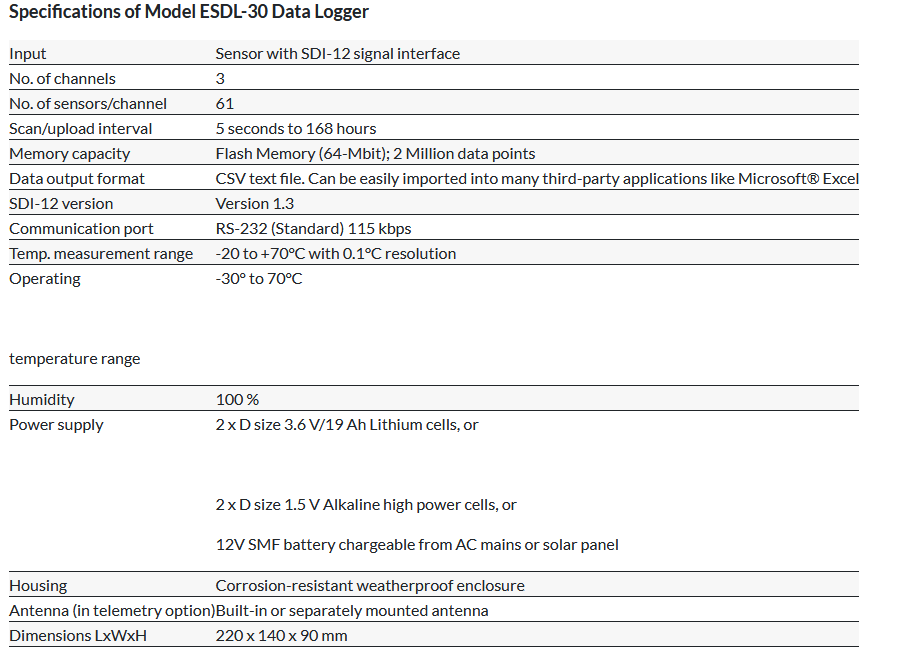 Specifications of Model ESDL-30 Data Logger
Input Sensor with SDI-12 signal interface
No. of channels 3
No. of sensors/channel 61
Scan/upload interval 5 seconds to 168 hours
Memory capacity Flash Memory (64-Mbit); 2 Million data points
Data output format CSV text file. Can be easily imported into many third-party applications like Microsoft® Excel
SDI-12 version Version 1.3
Communication port RS-232 (Standard) 115 kbps
Temp. measurement range -20 to +70°C with 0.1°C resolution
Operating -30° to 70°C
temperature range
Humidity 100 %
Power supply 2 x D size 3.6 V/19 Ah Lithium cells, or
2 x D size 1.5 V Alkaline high power cells, or
12V SMF battery chargeable from AC mains or solar panel
Housing Corrosion-resistant weatherproof enclosure
Antenna (in telemetry option) Built-in or separately mounted antenna
Dimensions LxWxH 220 x 140 x 90 mm